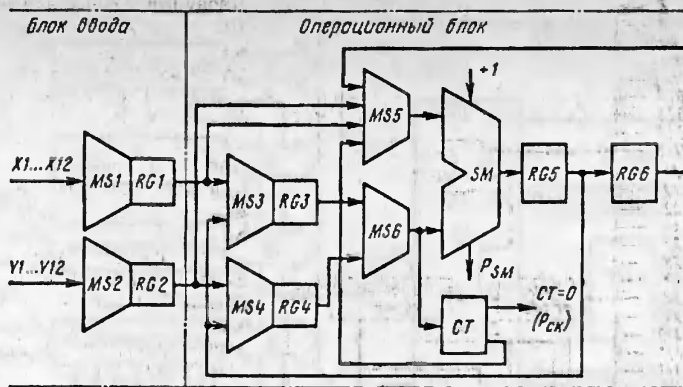 Блок ввода
Операционный блок
+1
MS5
X1...X12
MS1
RG1
MS3
RG3
SM
RG5
RG6
MS6
Y1...Y12
MS2
RG2
MS4
RG4
P_SM
CT
CT=0
(P_СК)